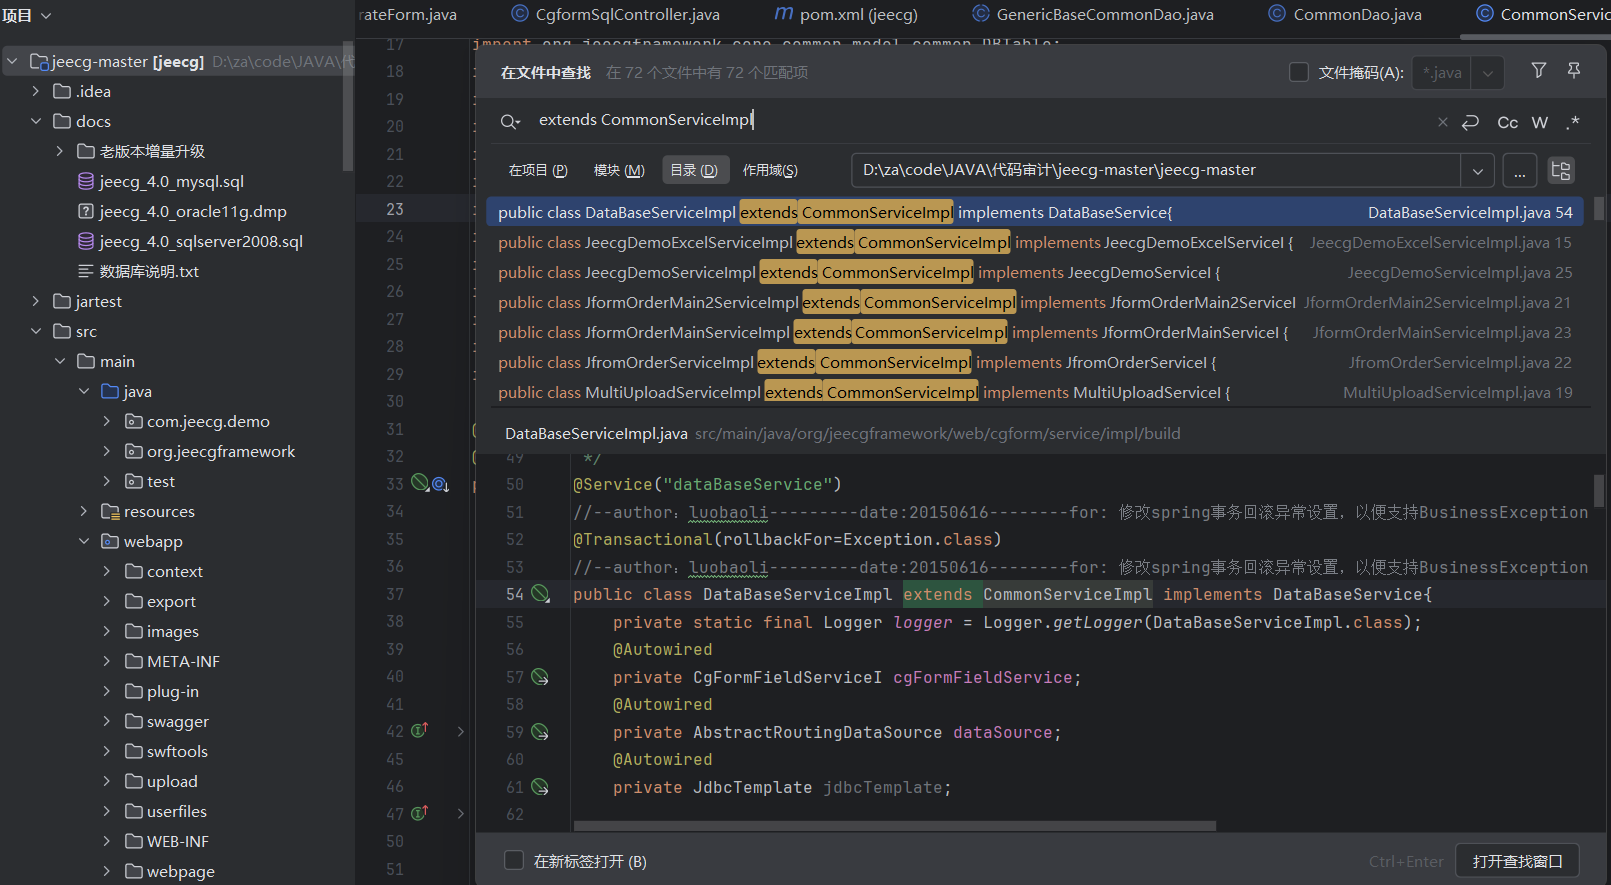 项目
rateForm.java
CgformSqlController.java
pom.xml (jeecg)
GenericBaseCommonDao.java
CommonDao.java
CommonServic
jeecg-master [jeecg] D:\za\code\JAVA\代
.idea
docs
老版本增量升级
jeecg_4.0_mysql.sql
jeecg_4.0_oracle11g.dmp
jeecg_4.0_sqlserver2008.sql
数据库说明.txt
jartest
src
main
java
com.jeecg.demo
org.jeecgframework
test
resources
webapp
context
export
images
META-INF
plug-in
swagger
swftools
upload
userfiles
WEB-INF
webpage
17
18
19
20
21
22
23
24
25
26
27
28
29
30
31
32
33
34
35
36
37
38
39
40
41
42
45
46
47
50
51
import org.jeecgframework.core.common.model.common.DBTable;
在文件中查找 在 72 个文件中有 72 个匹配项
文件掩码(A): *.java
extends CommonServiceImpl
Cc W .*
在项目 (P) 模块 (M) 目录 (D) 作用域(S)
D:\za\code\JAVA\代码审计\jeecg-master\jeecg-master
...
public class DataBaseServiceImpl extends CommonServiceImpl implements DataBaseService{ DataBaseServiceImpl.java 54
public class JeecgDemoExcelServiceImpl extends CommonServiceImpl implements JeecgDemoExcelServiceI { JeecgDemoExcelServiceImpl.java 15
public class JeecgDemoServiceImpl extends CommonServiceImpl implements JeecgDemoServiceI { JeecgDemoServiceImpl.java 25
public class JformOrderMain2ServiceImpl extends CommonServiceImpl implements JformOrderMain2ServiceI JformOrderMain2ServiceImpl.java 21
public class JformOrderMainServiceImpl extends CommonServiceImpl implements JformOrderMainServiceI { JformOrderMainServiceImpl.java 23
public class JfromOrderServiceImpl extends CommonServiceImpl implements JfromOrderServiceI { JfromOrderServiceImpl.java 22
public class MultiUploadServiceImpl extends CommonServiceImpl implements MultiUploadServiceI { MultiUploadServiceImpl.java 19
DataBaseServiceImpl.java src/main/java/org/jeecgframework/web/cgform/service/impl/build
49 */
50 @Service("dataBaseService")
51 //--author：luobaoli---------date:20150616--------for: 修改spring事务回滚异常设置，以便支持BusinessException
52 @Transactional(rollbackFor=Exception.class)
53 //--author：luobaoli---------date:20150616--------for: 修改spring事务回滚异常设置，以便支持BusinessException
54 public class DataBaseServiceImpl extends CommonServiceImpl implements DataBaseService{
55 private static final Logger logger = Logger.getLogger(DataBaseServiceImpl.class);
56 @Autowired
57 private CgFormFieldServiceI cgFormFieldService;
58 @Autowired
59 private AbstractRoutingDataSource dataSource;
60 @Autowired
61 private JdbcTemplate jdbcTemplate;
62
在新标签打开 (B)
Ctrl+Enter 打开查找窗口